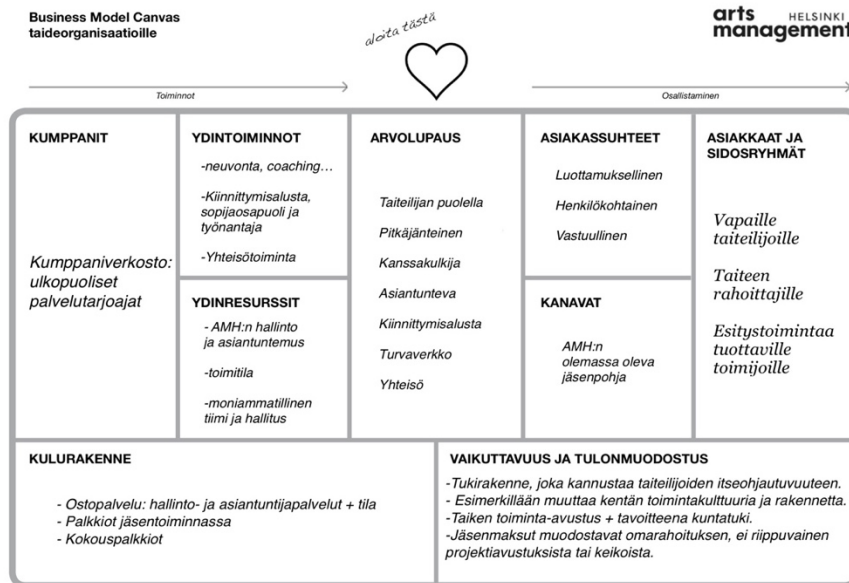 Business Model Canvas
taideorganisaatioille
aloita tästä
arts HELSINKI
management
Toiminnot
Osallistaminen
KUMPPANIT
Kumppaniverkosto:
ulkopuoliset
palvelutarjoajat
YDINTOIMINNOT
-neuvonta, coaching…
-Kiinnittymisalusta,
sopijaosapuoli ja
työnantaja
-Yhteisötoiminta
YDINRESURSSIT
- AMH:n hallinto
ja asiantuntemus
-toimitila
-moniammatillinen
tiimi ja hallitus
ARVOLUPAUS
Taiteilijan puolella
Pitkäjänteinen
Kanssakulkija
Asiantunteva
Kiinnittymisalusta
Turvaverkko
Yhteisö
ASIAKASSUHTEET
Luottamuksellinen
Henkilökohtainen
Vastuullinen
KANAVAT
AMH:n
olemassa oleva
jäsenpohja
ASIAKKAAT JA
SIDOSRYHMÄT
Vapaille
taiteilijoille
Taiteen
rahoittajille
Esitystoimintaa
tuottaville
toimijoille
KULURAKENNE
- Ostopalvelu: hallinto- ja asiantuntijapalvelut + tila
- Palkkiot jäsentoiminnassa
- Kokouspalkkiot
VAIKUTTAVUUS JA TULONMUODOSTUS
-Tukirakenne, joka kannustaa taiteilijoiden itseohjautuvuuteen.
- Esimerkillään muuttaa kentän toimintakulttuuria ja rakennetta.
-Taiken toiminta-avustus + tavoitteena kuntatuki.
-Jäsenmaksut muodostavat omarahoituksen, ei riippuvainen
projektiavustuksista tai keikoista.